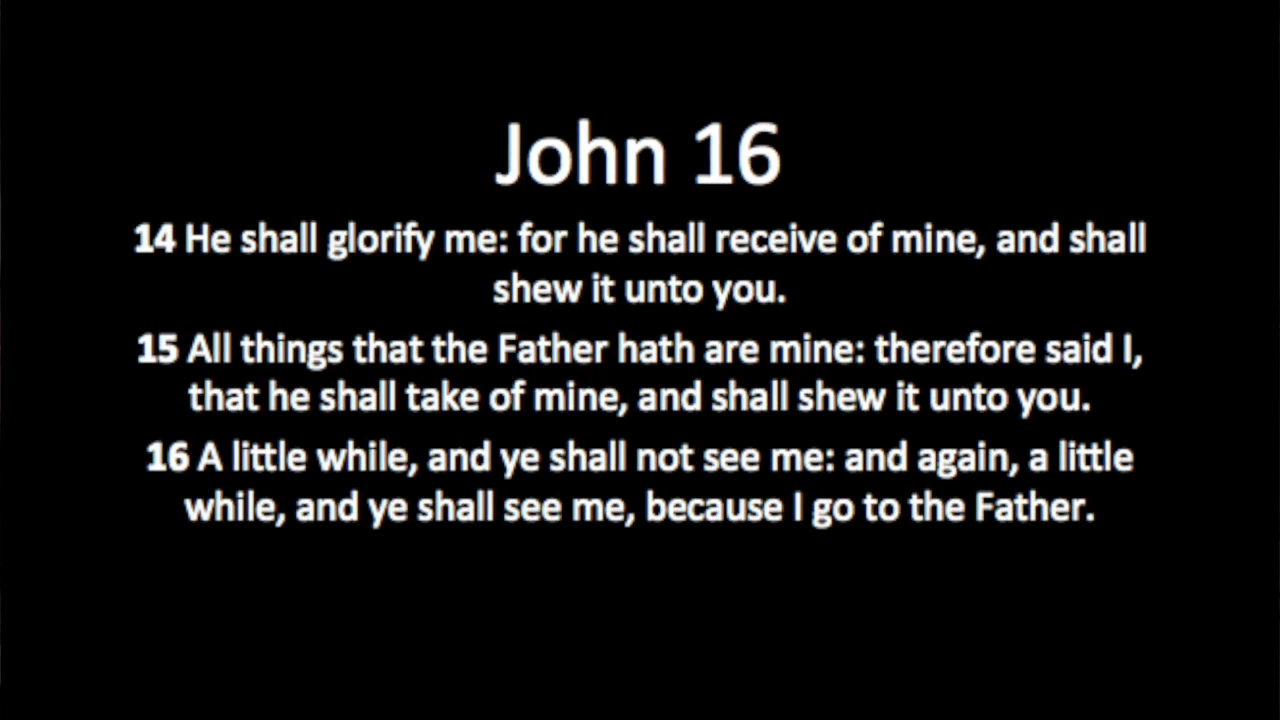 John 16
14 He shall glorify me: for he shall receive of mine, and shall
shew it unto you.
15 All things that the Father hath are mine: therefore said I,
that he shall take of mine, and shall shew it unto you.
16 A little while, and ye shall not see me: and again, a little
while, and ye shall see me, because I go to the Father.